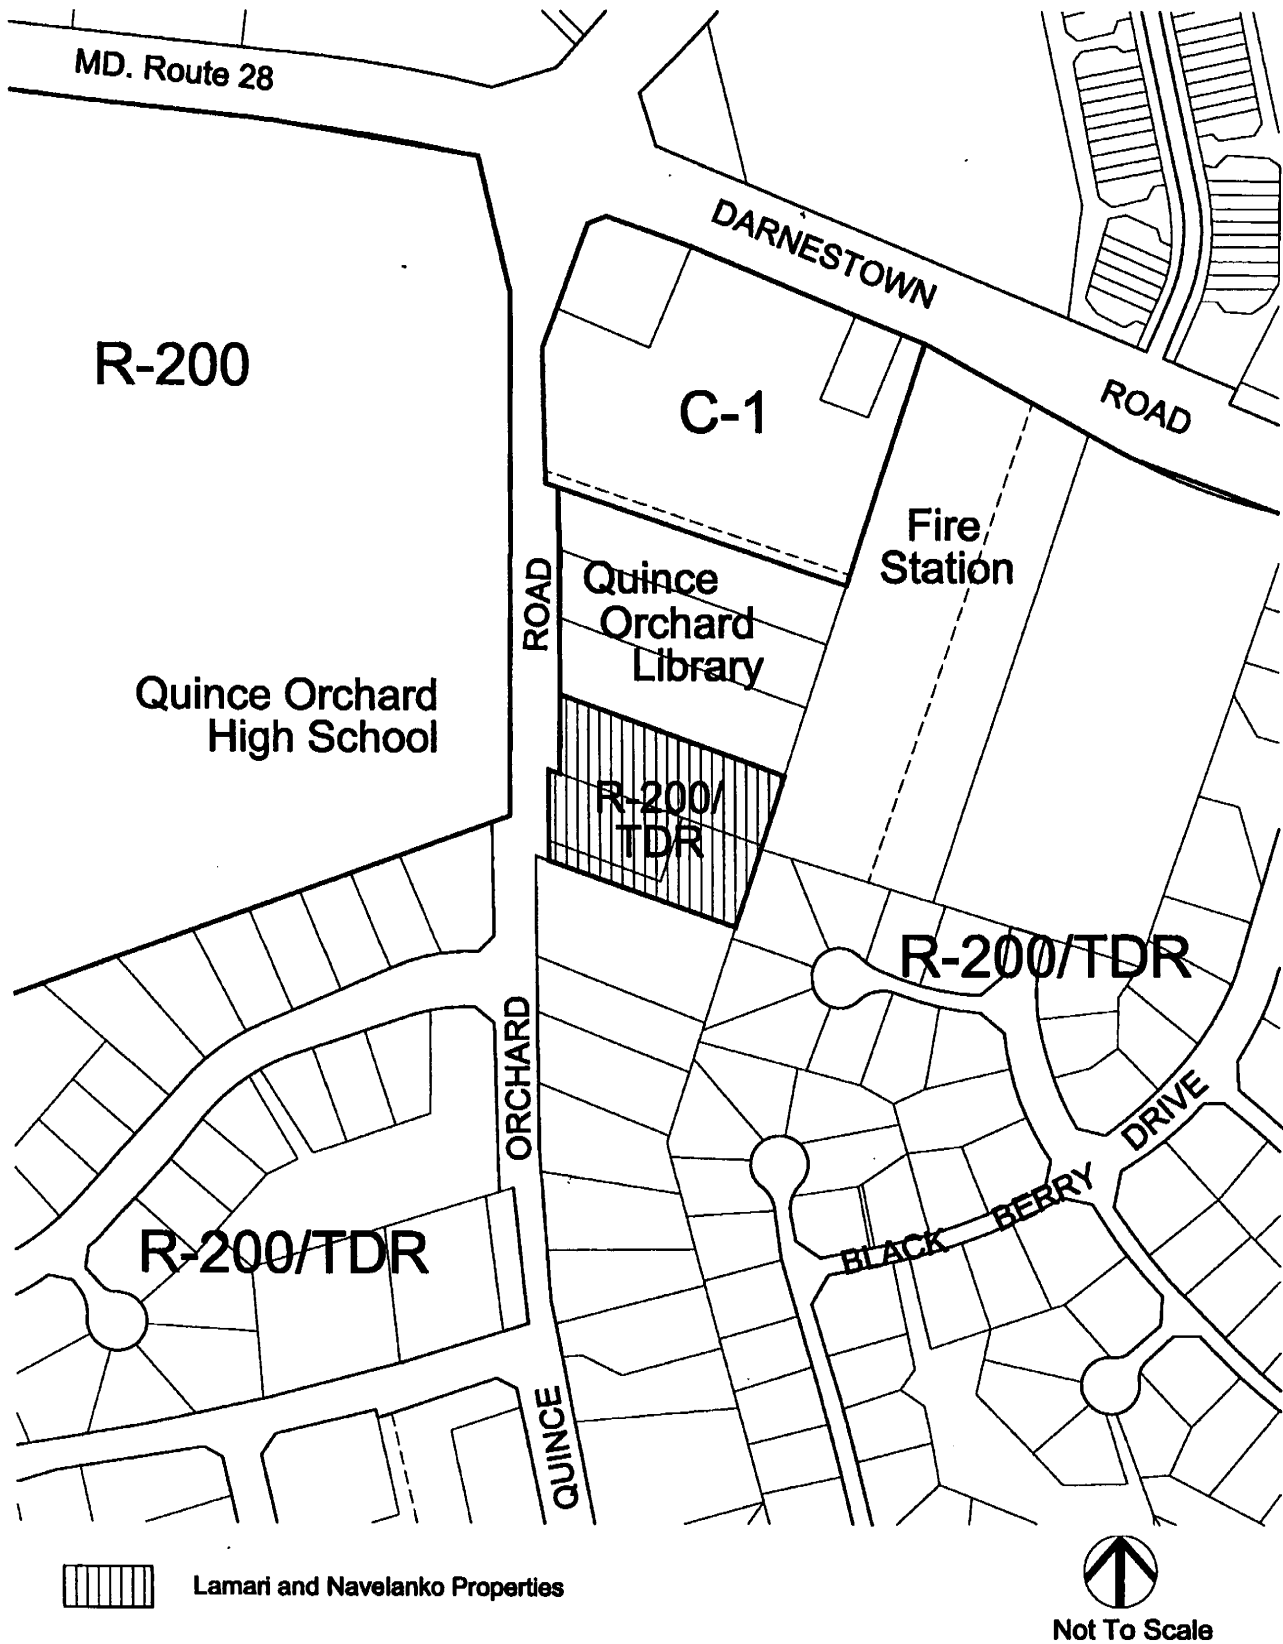 MD. Route 28
DARNESTOWN
ROAD
R-200
C-1
Fire
Station
Quince
Orchard
Library
ROAD
Quince Orchard
High School
R-200/
TDR
R-200/TDR
ORCHARD
DRIVE
BERRY
BLACK
R-200/TDR
QUINCE
Lamari and Navelanko Properties
Not To Scale